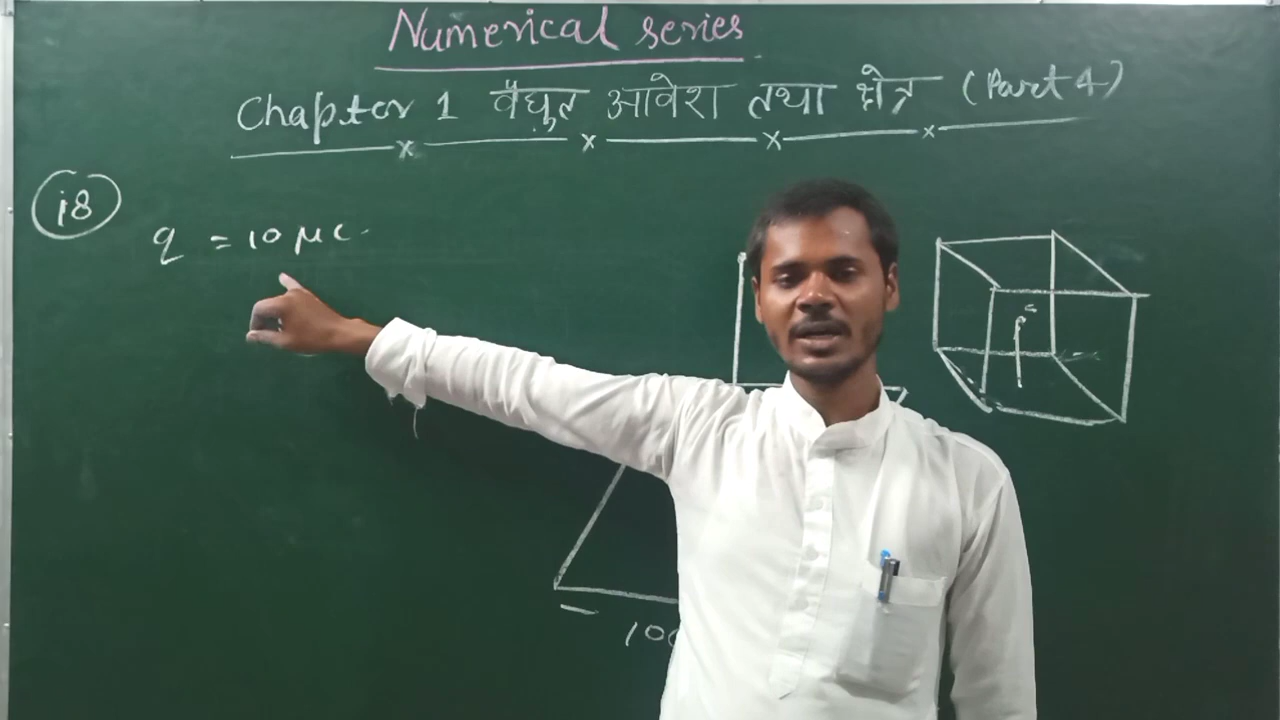 Numerical series
Chapter 1 वैद्युत आवेश तथा क्षेत्र (Part 4)
18
q = 10 μc.